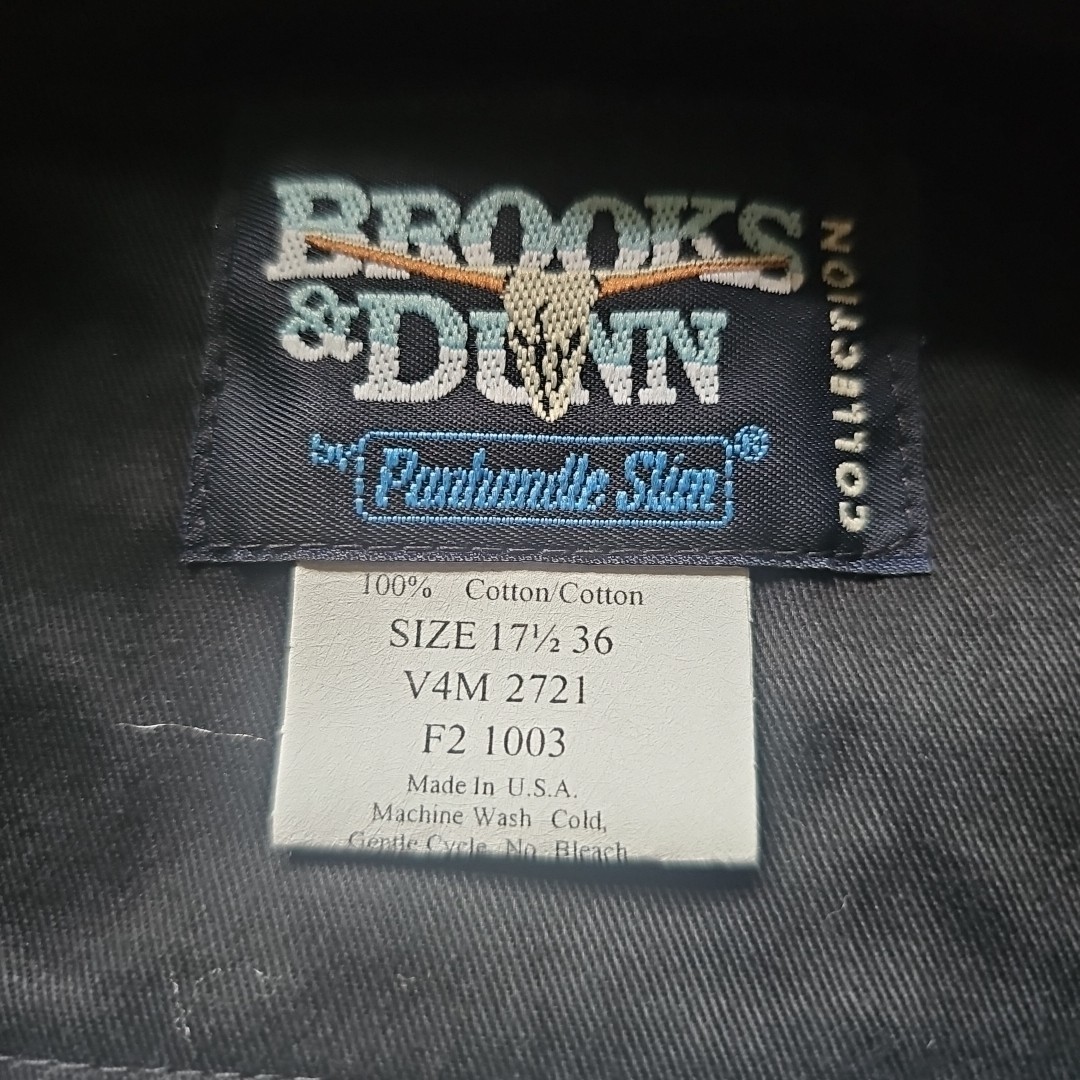 BROOKS
& DUNN
COLLECTION
by Panhandle Slim®
100% Cotton/Cotton
SIZE 17½ 36
V4M 2721
F2 1003
Made In U.S.A.
Machine Wash Cold,
Gentle Cycle, No Bleach